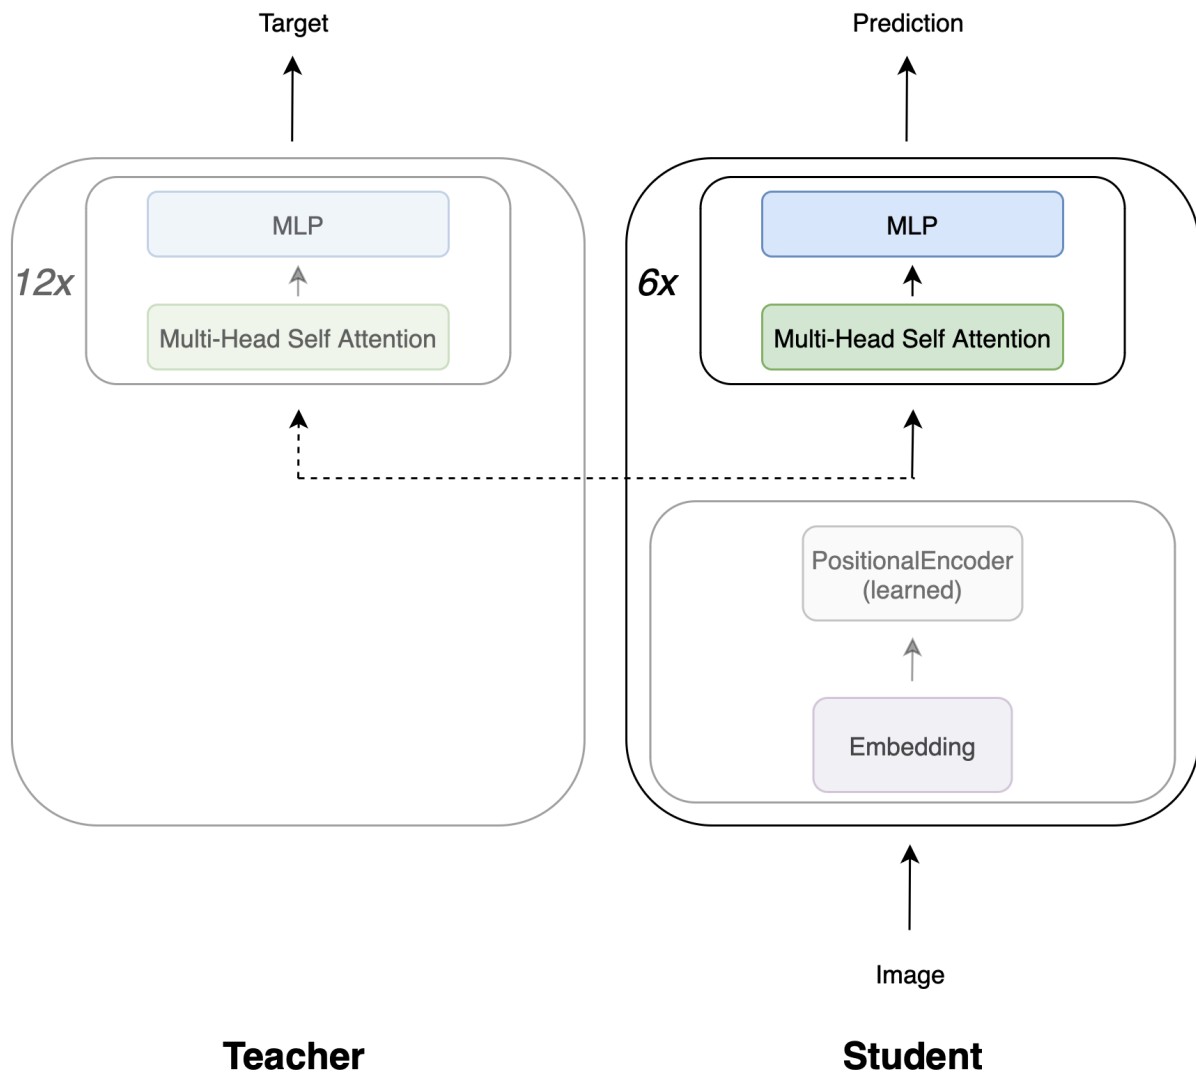 Target
Prediction
MLP
12x
Multi-Head Self Attention
MLP
6x
Multi-Head Self Attention
PositionalEncoder
(learned)
Embedding
Image
Teacher
Student